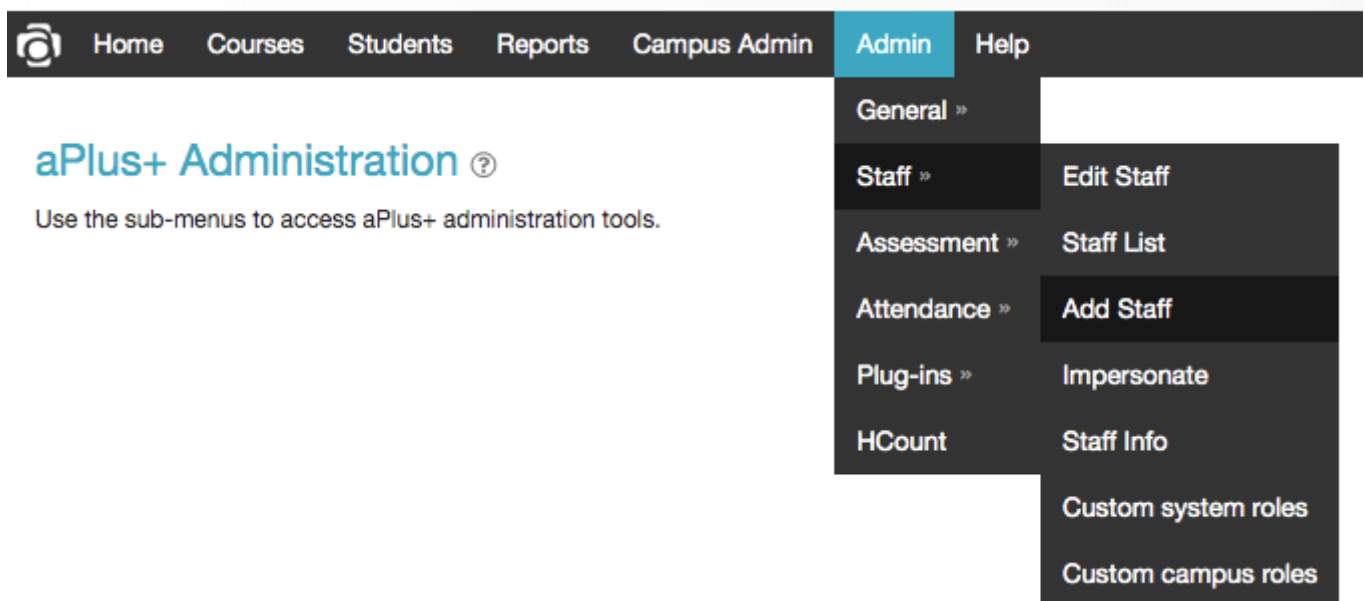 Home Courses Students Reports Campus Admin Admin Help
General »
aPlus+ Administration ?
Staff » Edit Staff
Use the sub-menus to access aPlus+ administration tools.
Assessment » Staff List
Attendance » Add Staff
Plug-ins » Impersonate
HCount Staff Info
Custom system roles
Custom campus roles